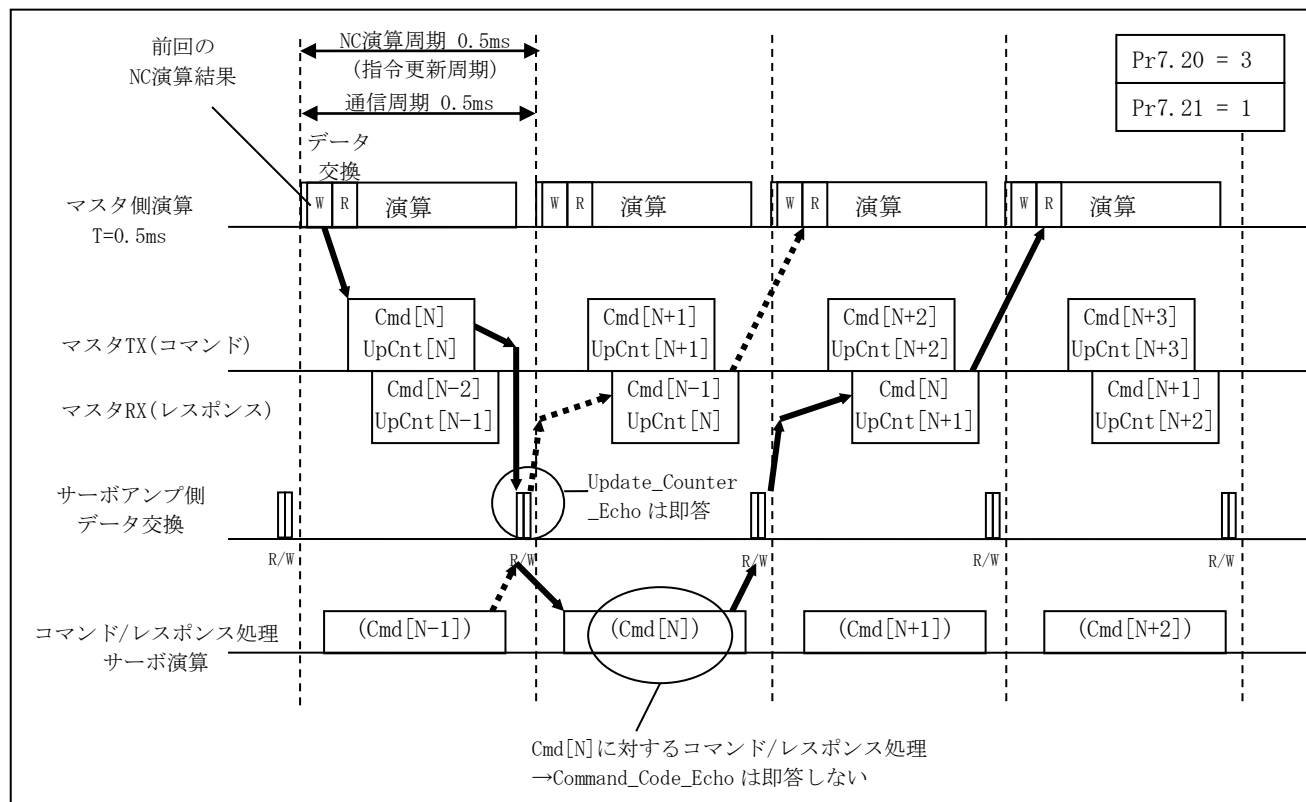 前回の
NC演算結果
NC演算周期 0.5ms
(指令更新周期)
通信周期 0.5ms
Pr7.20 = 3
Pr7.21 = 1
データ
交換
マスタ側演算
T=0.5ms
W R 演算
W R 演算
W R 演算
W R 演算
マスタTX(コマンド)
Cmd[N]
UpCnt[N]
Cmd[N+1]
UpCnt[N+1]
Cmd[N+2]
UpCnt[N+2]
Cmd[N+3]
UpCnt[N+3]
マスタRX(レスポンス)
Cmd[N-2]
UpCnt[N-1]
Cmd[N-1]
UpCnt[N]
Cmd[N]
UpCnt[N+1]
Cmd[N+1]
UpCnt[N+2]
サーボアンプ側
データ交換
Update_Counter
_Echo は即答
R/W R/W R/W R/W R/W
コマンド/レスポンス処理
サーボ演算
(Cmd[N-1]) (Cmd[N]) (Cmd[N+1]) (Cmd[N+2])
Cmd[N]に対するコマンド/レスポンス処理
→Command_Code_Echo は即答しない